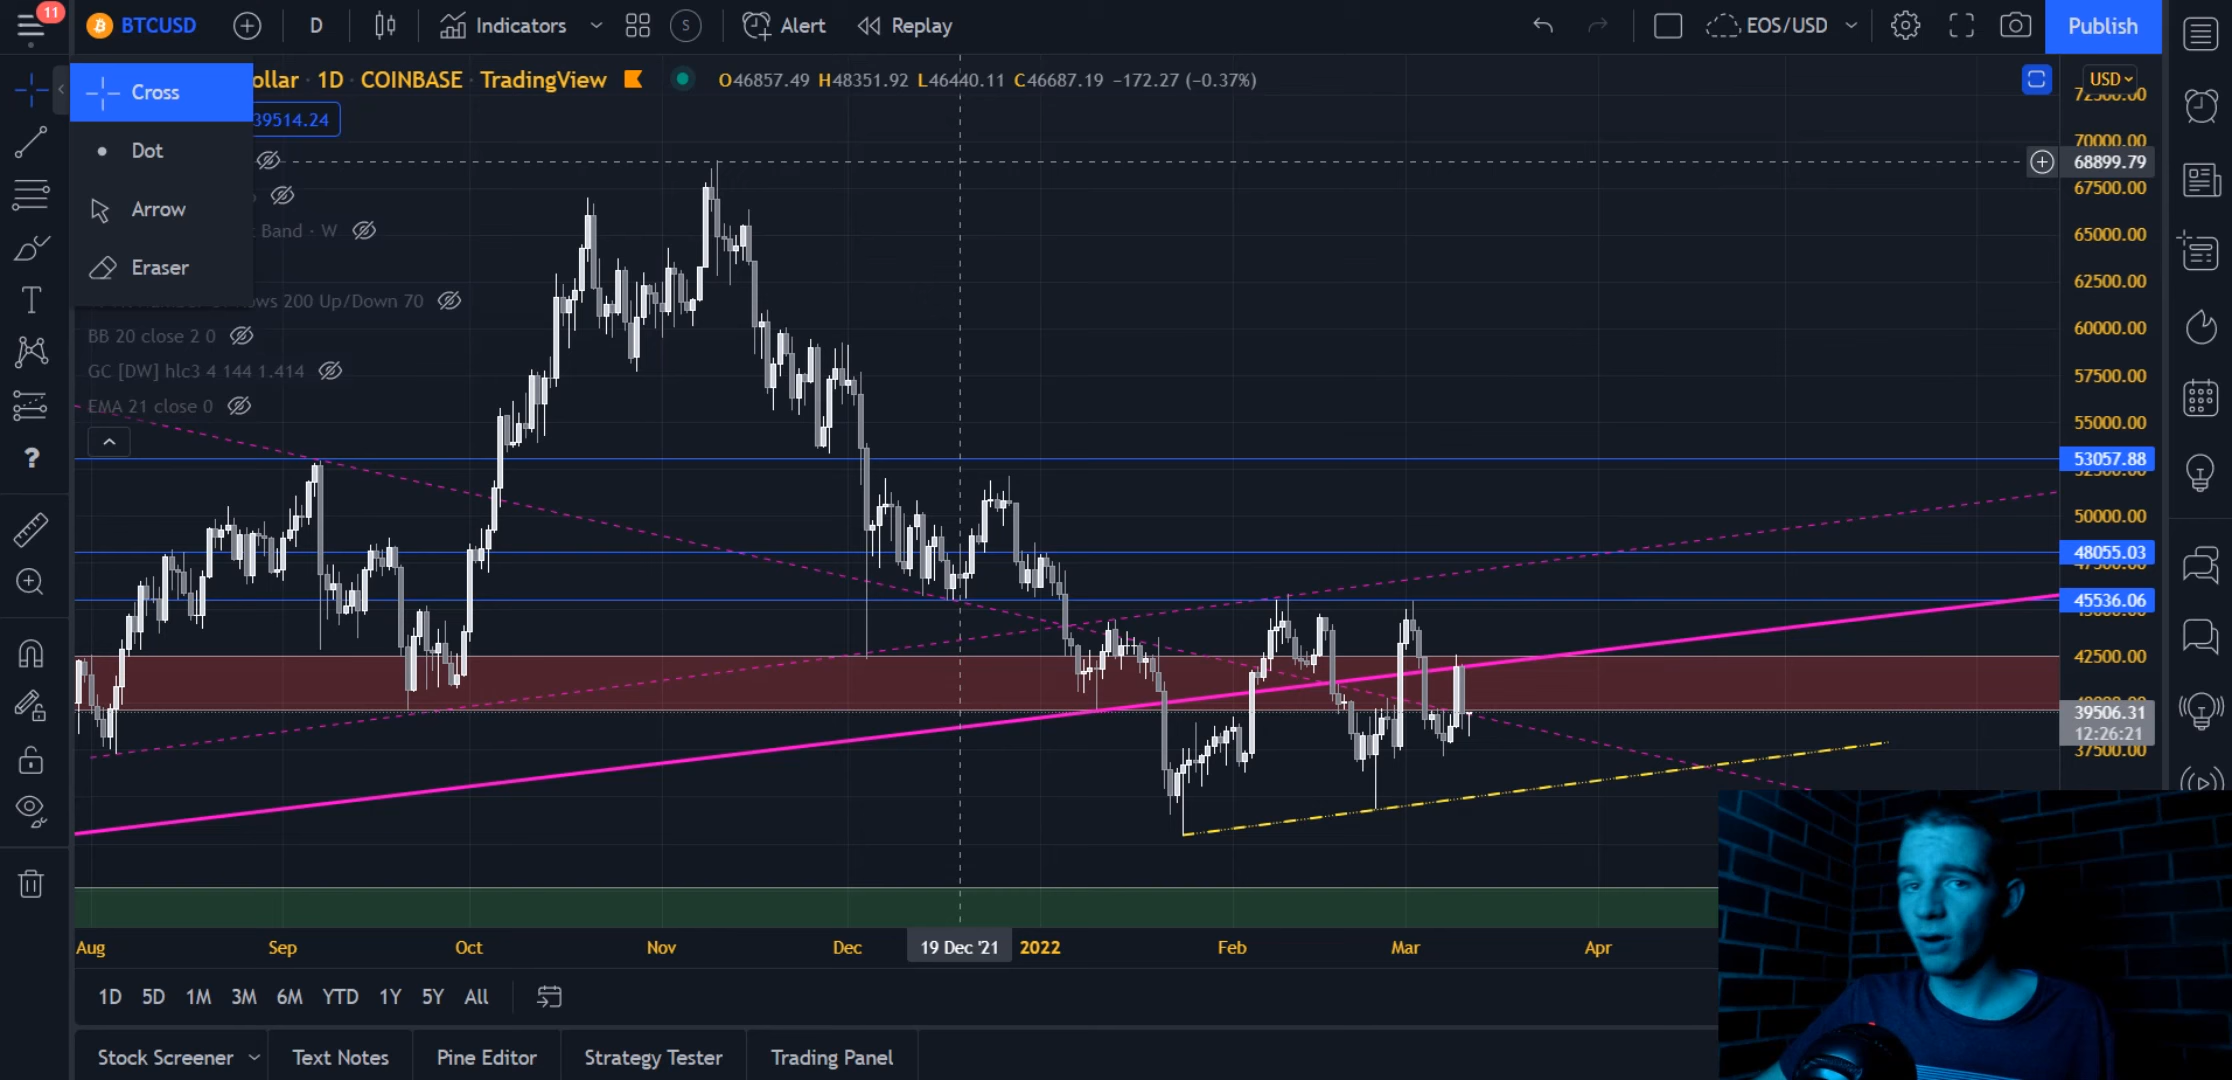 11
BTCUSD
D
Indicators
S
Alert
Replay
EOS/USD
Publish
Cross
Dot
Arrow
Eraser
ollar · 1D · COINBASE · TradingView
O46857.49 H48351.92 L46440.11 C46687.19 −172.27 (−0.37%)
USD
39514.24
Band · W
ows 200 Up/Down 70
BB 20 close 2 0
GC [DW] hlc3 4 144 1.414
EMA 21 close 0
72500.00
70000.00
68899.79
67500.00
65000.00
62500.00
60000.00
57500.00
55000.00
53057.88
50000.00
48055.03
47500.00
45536.06
42500.00
39506.31
12:26:21
37500.00
Aug
Sep
Oct
Nov
Dec
19 Dec '21
2022
Feb
Mar
Apr
1D
5D
1M
3M
6M
YTD
1Y
5Y
All
Stock Screener
Text Notes
Pine Editor
Strategy Tester
Trading Panel